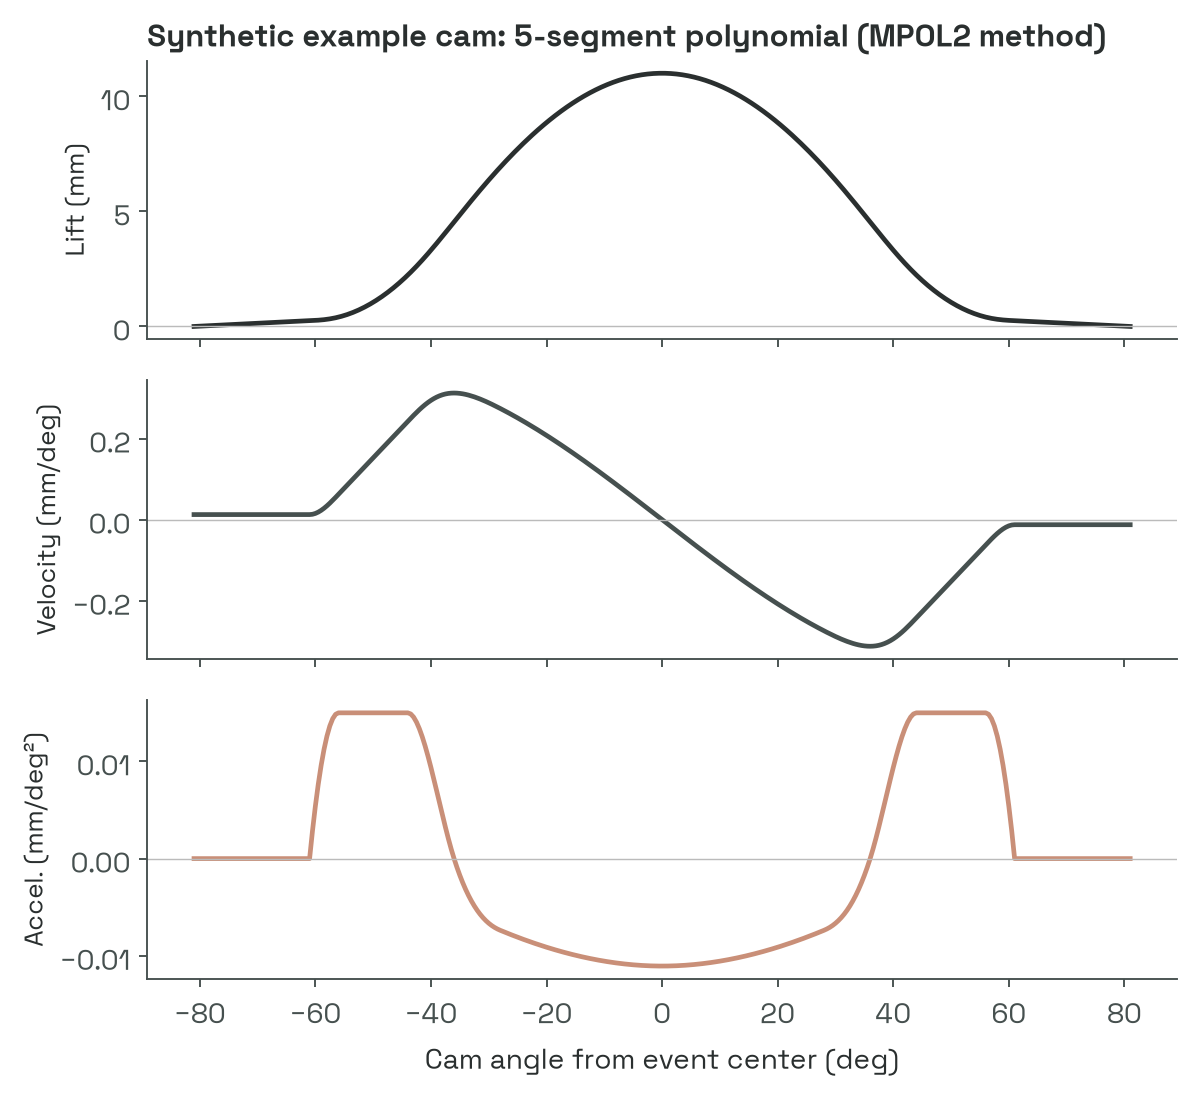 Synthetic example cam: 5-segment polynomial (MPOL2 method)
Lift (mm)
10
5
0
Velocity (mm/deg)
0.2
0.0
−0.2
Accel. (mm/deg²)
0.01
0.00
−0.01
−80 −60 −40 −20 0 20 40 60 80
Cam angle from event center (deg)